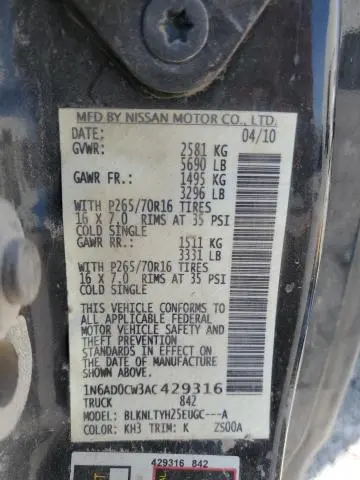 MFD.BY NISSAN MOTOR CO., LTD.
DATE: 04/10
GVWR: 2581 KG
5690 LB
GAWR FR.: 1495 KG
3296 LB
WITH P265/70R16 TIRES
16 X 7.0 RIMS AT 35 PSI
COLD SINGLE
GAWR RR.: 1511 KG
3331 LB
WITH P265/70R16 TIRES
16 X 7.0 RIMS AT 35 PSI
COLD SINGLE
THIS VEHICLE CONFORMS TO
ALL APPLICABLE FEDERAL
MOTOR VEHICLE SAFETY
AND THEFT PREVENTION
STANDARDS IN EFFECT ON
THE DATE OF MANUFACTURE
SHOWN ABOVE.
1N6AD0CW3AC429316
TRUCK 842
MODEL: BLKNLTYH25EUGC---A
COLOR: KH3 TRIM: K ZS00A
429316 842